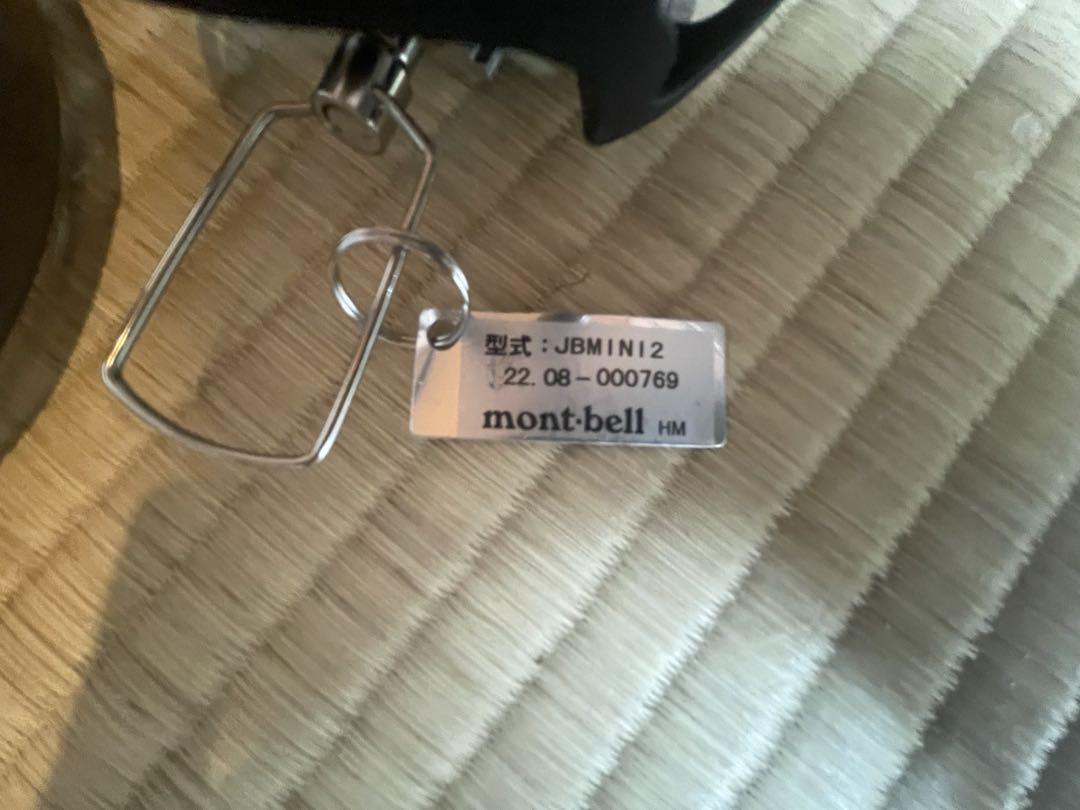 型式：JBMINI2
22.08-000769
mont·bell HM